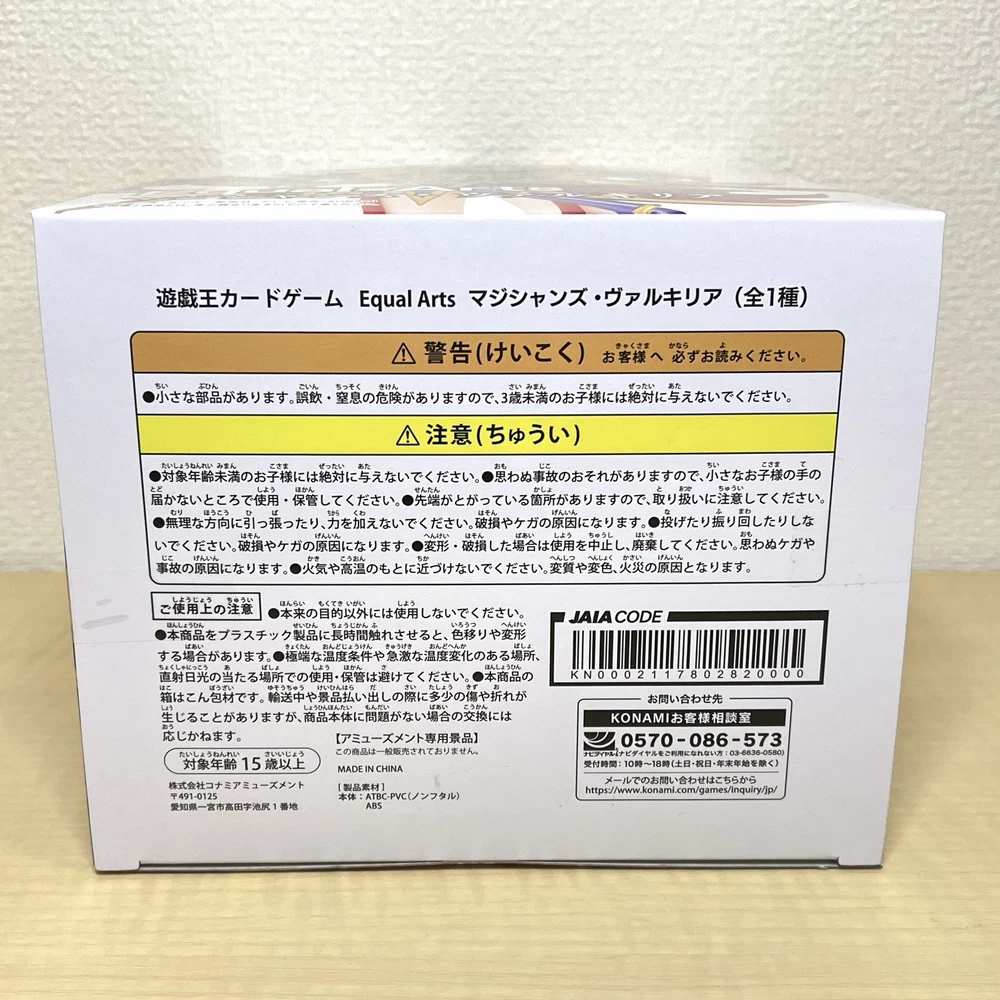 遊戯王カードゲーム Equal Arts マジシャンズ・ヴァルキリア (全1種)
⚠ 警告(けいこく) お客様へ 必ずお読みください。
●小さな部品があります。誤飲・窒息の危険がありますので、3歳未満のお子様には絶対に与えないでください。
⚠ 注意(ちゅうい)
●対象年齢未満のお子様には絶対に与えないでください。●思わぬ事故のおそれがありますので、小さなお子様の手の
届かないところで使用・保管してください。●先端がとがっている箇所がありますので、取り扱いに注意してください。
●無理な方向に引っ張ったり、力を加えないでください。破損やケガの原因になります。●投げたり振り回したりしな
いでください。破損やケガの原因になります。●変形・破損した場合は使用を中止し、廃棄してください。思わぬケガや
事故の原因になります。●火気や高温のもとに近づけないでください。変質や変色、火災の原因となります。
ご使用上の注意 ●本来の目的以外には使用しないでください。
●本商品をプラスチック製品に長時間触れさせると、色移りや変形
する場合があります。●極端な温度条件や急激な温度変化のある場所、
直射日光の当たる場所での使用・保管は避けてください。●本商品の
箱はこん包材です。輸送中や景品払い出しの際に多少の傷や折れが
生じることがありますが、商品本体に問題がない場合の交換には
応じかねます。
対象年齢 15歳以上
株式会社コナミアミューズメント
〒491-0125
愛知県一宮市高田字池尻1番地
【アミューズメント専用景品】
この商品は一般販売されておりません。
MADE IN CHINA
[製品素材]
本体:ATBC-PVC(ノンフタル)
ABS
JAIA CODE
KN00021178028200000
お問い合わせ先
KONAMIお客様相談室
0570-086-573
ナビダイヤル(ナビダイヤルをご利用になれない方:03-6636-0580)
受付時間:10時〜18時(土日・祝日・年末年始を除く)
メールでのお問い合わせはこちらから
https://www.konami.com/games/inquiry/jp/